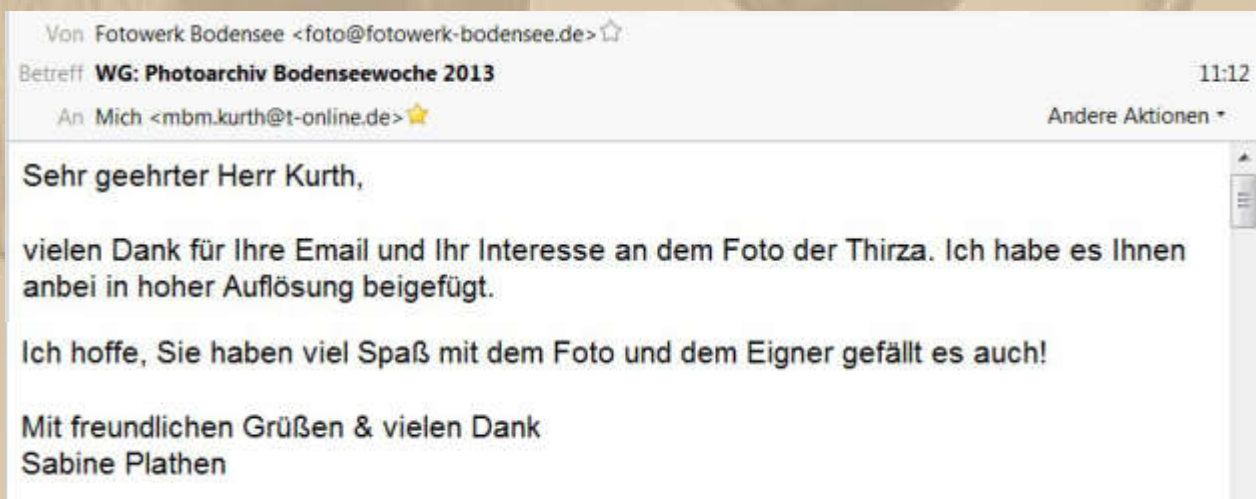 Von Fotowerk Bodensee <foto@fotowerk-bodensee.de>
Betreff WG: Photoarchiv Bodenseewoche 2013 11:12
An Mich <mbm.kurth@t-online.de> Andere Aktionen
Sehr geehrter Herr Kurth,
vielen Dank für Ihre Email und Ihr Interesse an dem Foto der Thirza. Ich habe es Ihnen
anbei in hoher Auflösung beigefügt.
Ich hoffe, Sie haben viel Spaß mit dem Foto und dem Eigner gefällt es auch!
Mit freundlichen Grüßen & vielen Dank
Sabine Plathen